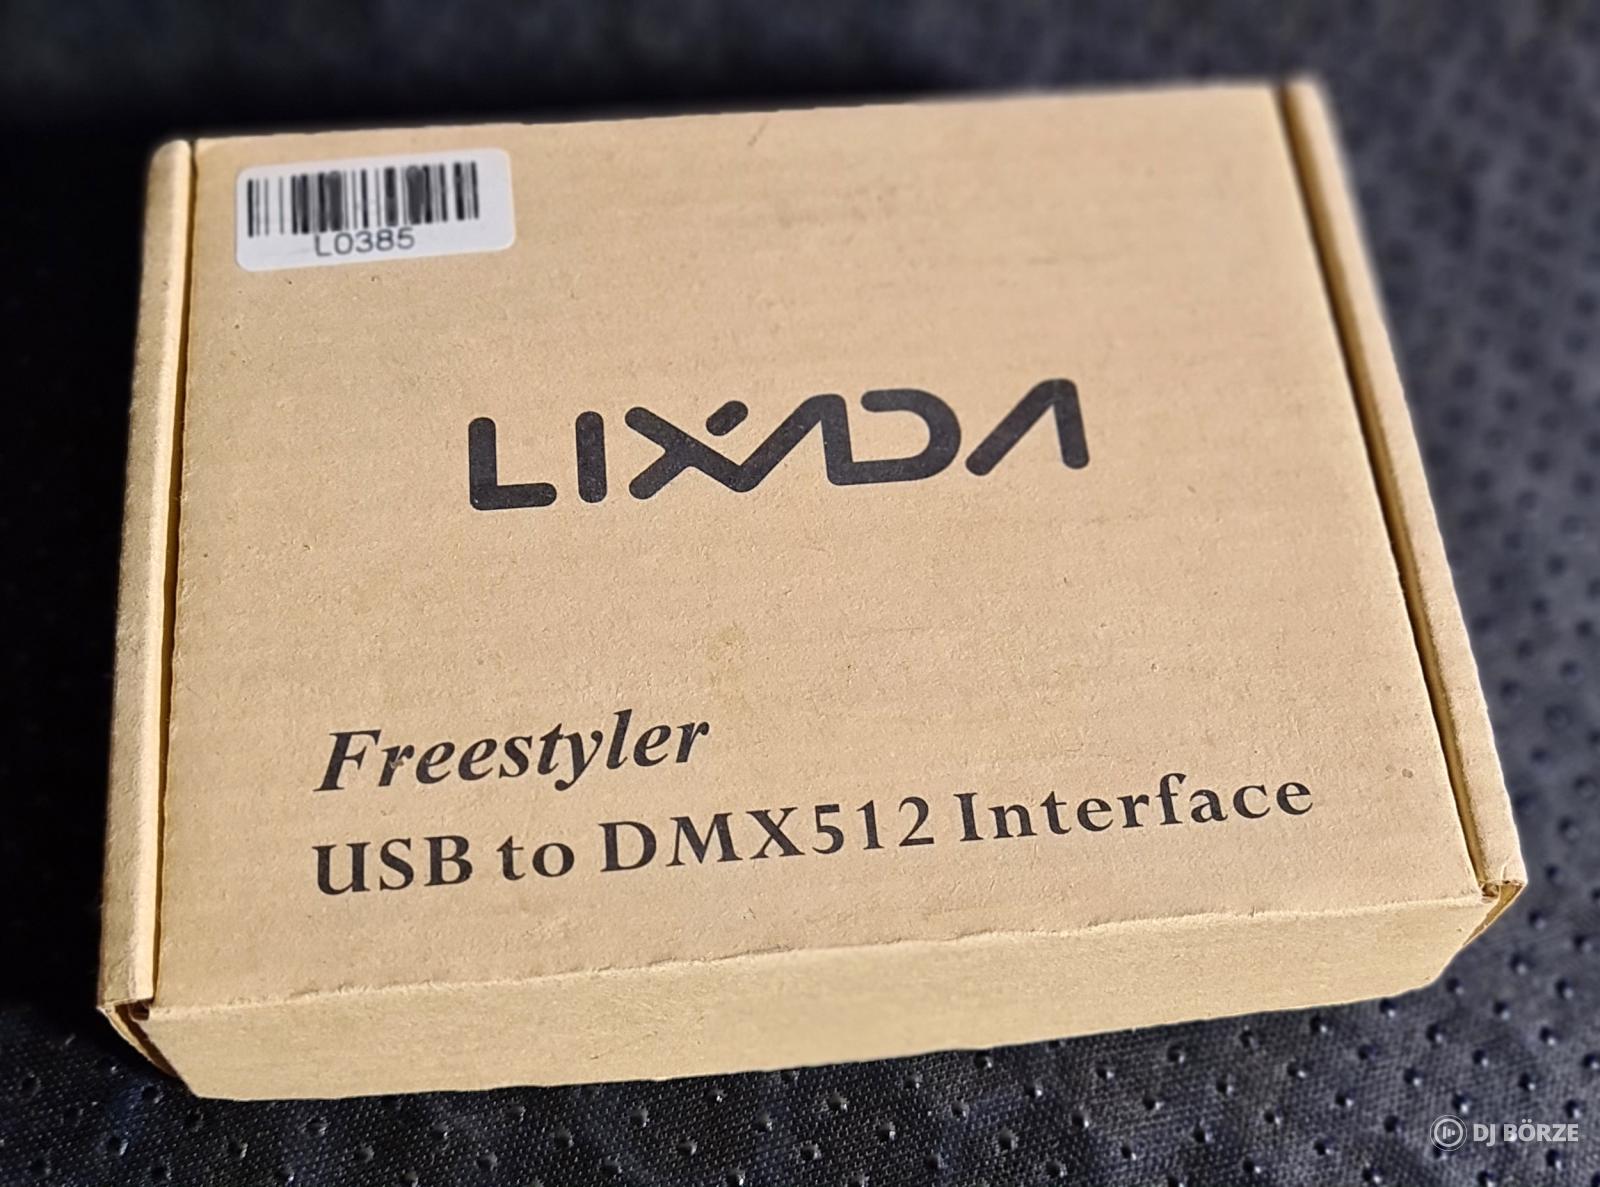 L0385
LIXADA
Freestyler
USB to DMX512 Interface
DJ BÖRZE